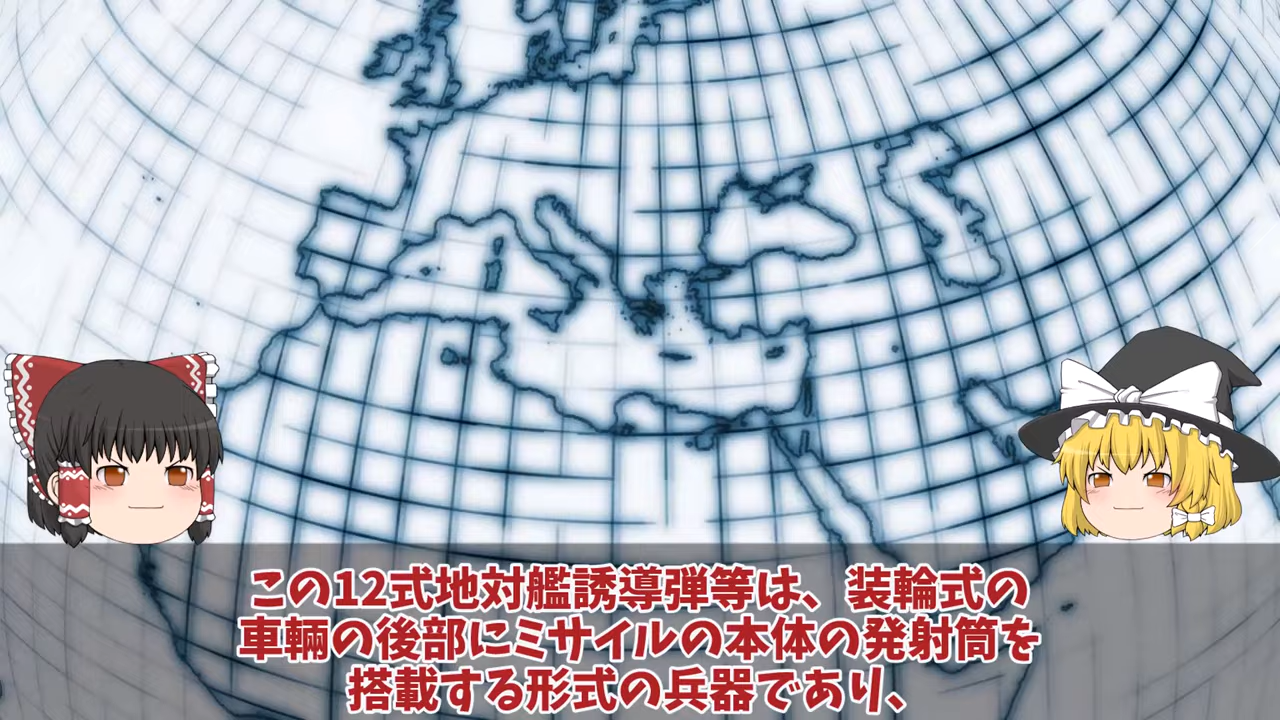 この12式地対艦誘導弾等は、装輪式の
車輛の後部にミサイルの本体の発射筒を
搭載する形式の兵器であり、